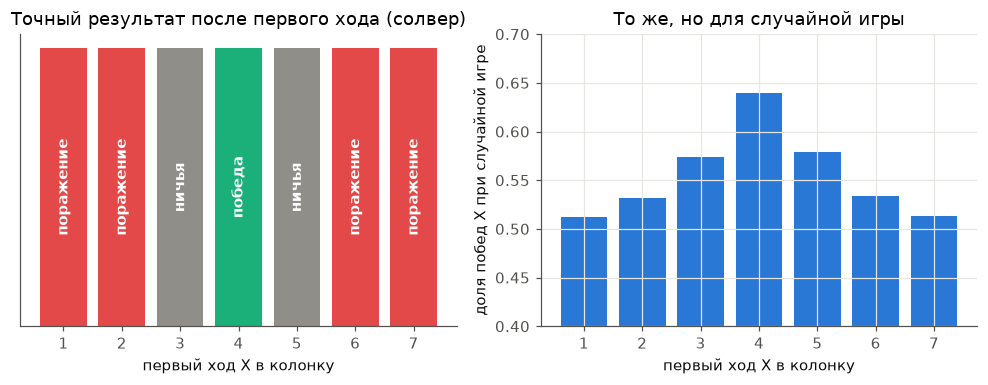 Точный результат после первого хода (солвер)
поражение
поражение
ничья
победа
ничья
поражение
поражение
1 2 3 4 5 6 7
первый ход X в колонку
То же, но для случайной игры
доля побед X при случайной игре
0.70
0.65
0.60
0.55
0.50
0.45
0.40
1 2 3 4 5 6 7
первый ход X в колонку